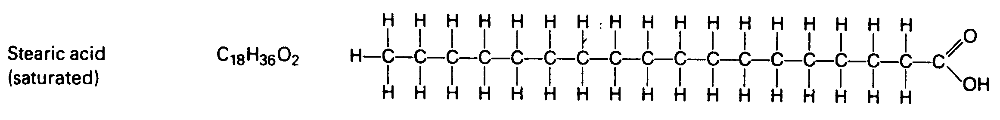 H H H H H H H H H H H H H H H H H
Stearic acid C₁₈H₃₆O₂ H—C—C—C—C—C—C—C—C—C—C—C—C—C—C—C—C—C—C O
(saturated) OH
H H H H H H H H H H H H H H H H H